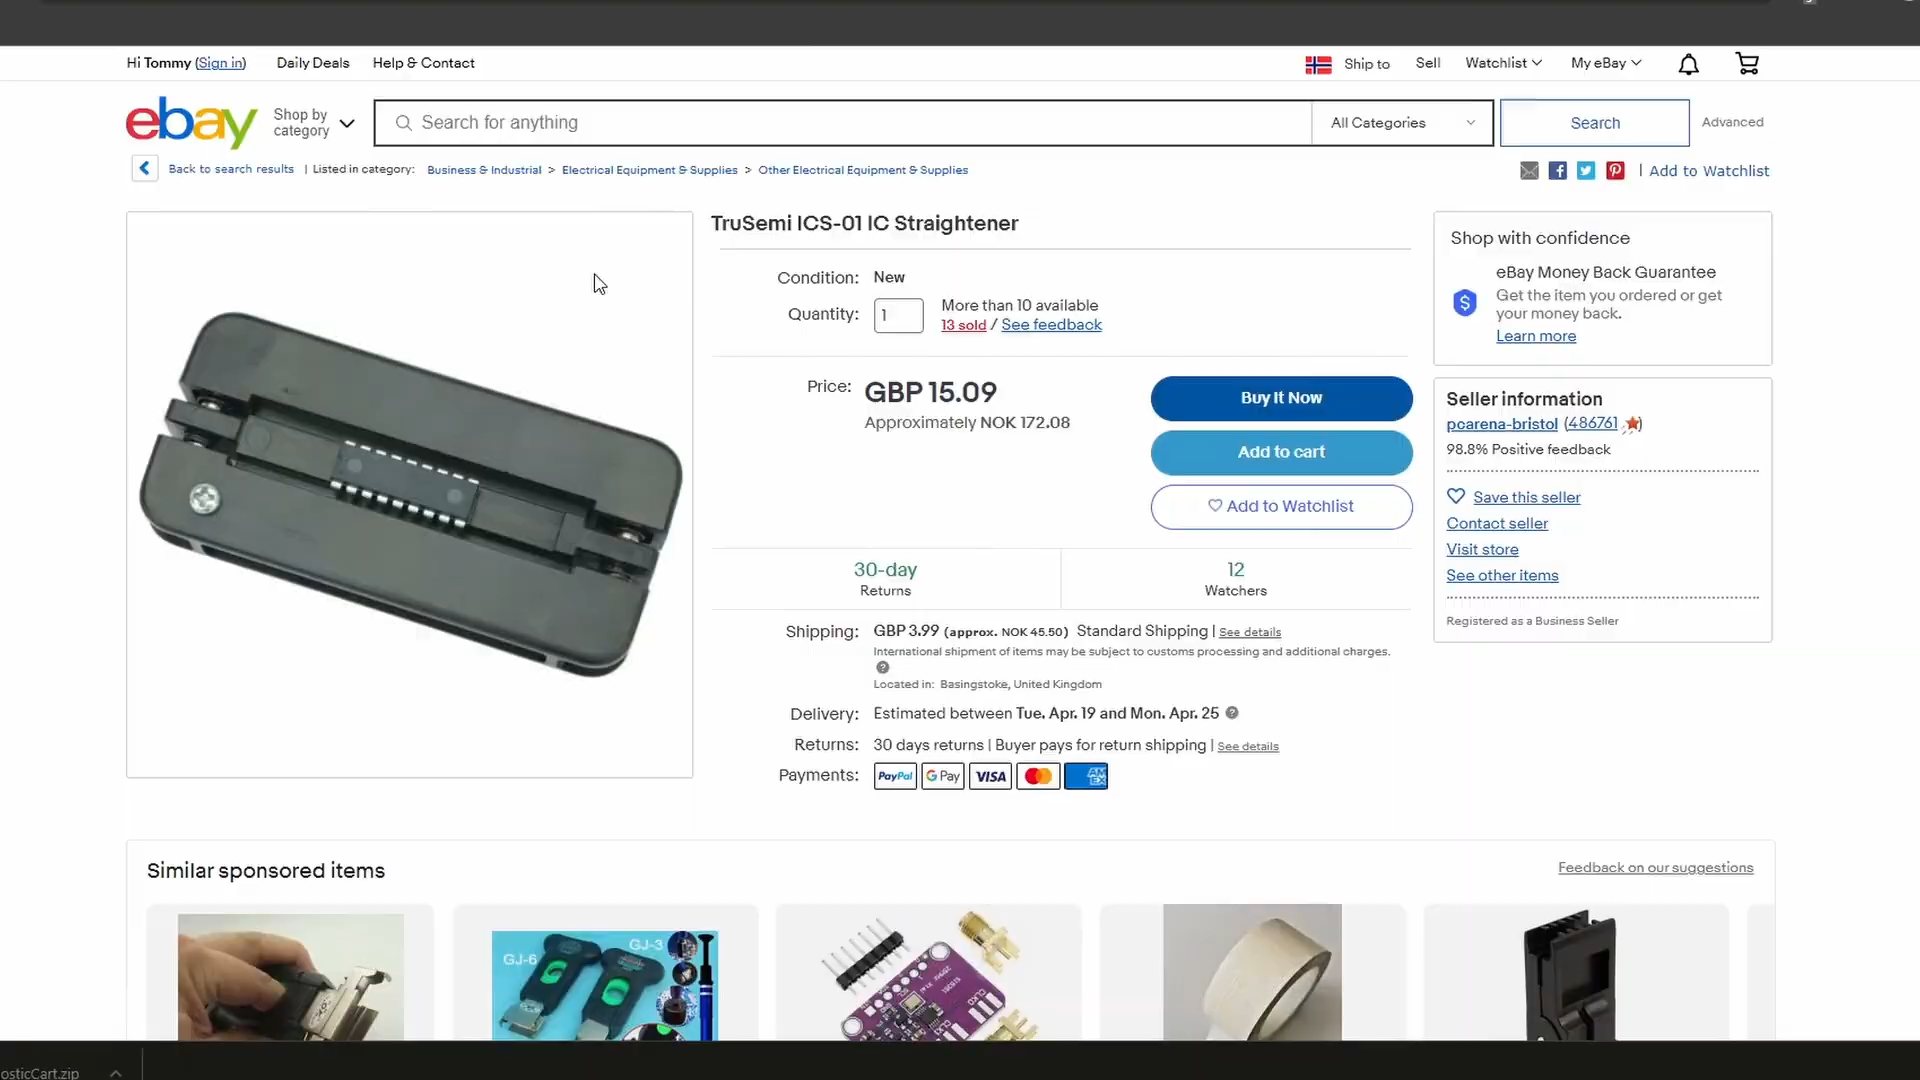 Hi Tommy (Sign in)
Daily Deals
Help & Contact
Ship to
Sell
Watchlist
My eBay
ebay
Shop by
category
Search for anything
All Categories
Search
Advanced
Back to search results | Listed in category: Business & Industrial > Electrical Equipment & Supplies > Other Electrical Equipment & Supplies
| Add to Watchlist
TruSemi ICS-01 IC Straightener
Condition: New
Quantity: 1
More than 10 available
13 sold / See feedback
Price: GBP 15.09
Approximately NOK 172.08
Buy It Now
Add to cart
Add to Watchlist
30-day
Returns
12
Watchers
Shipping: GBP 3.99 (approx. NOK 45.50) Standard Shipping | See details
International shipment of items may be subject to customs processing and additional charges.
?
Located in: Basingstoke, United Kingdom
Delivery: Estimated between Tue. Apr. 19 and Mon. Apr. 25 ?
Returns: 30 days returns | Buyer pays for return shipping | See details
Payments: PayPal G Pay VISA AM EX
Shop with confidence
$
eBay Money Back Guarantee
Get the item you ordered or get
your money back.
Learn more
Seller information
pcarena-bristol (486761)
98.8% Positive feedback
Save this seller
Contact seller
Visit store
See other items
Registered as a Business Seller
Similar sponsored items
Feedback on our suggestions
GJ-6
GJ-3
osticCart.zip